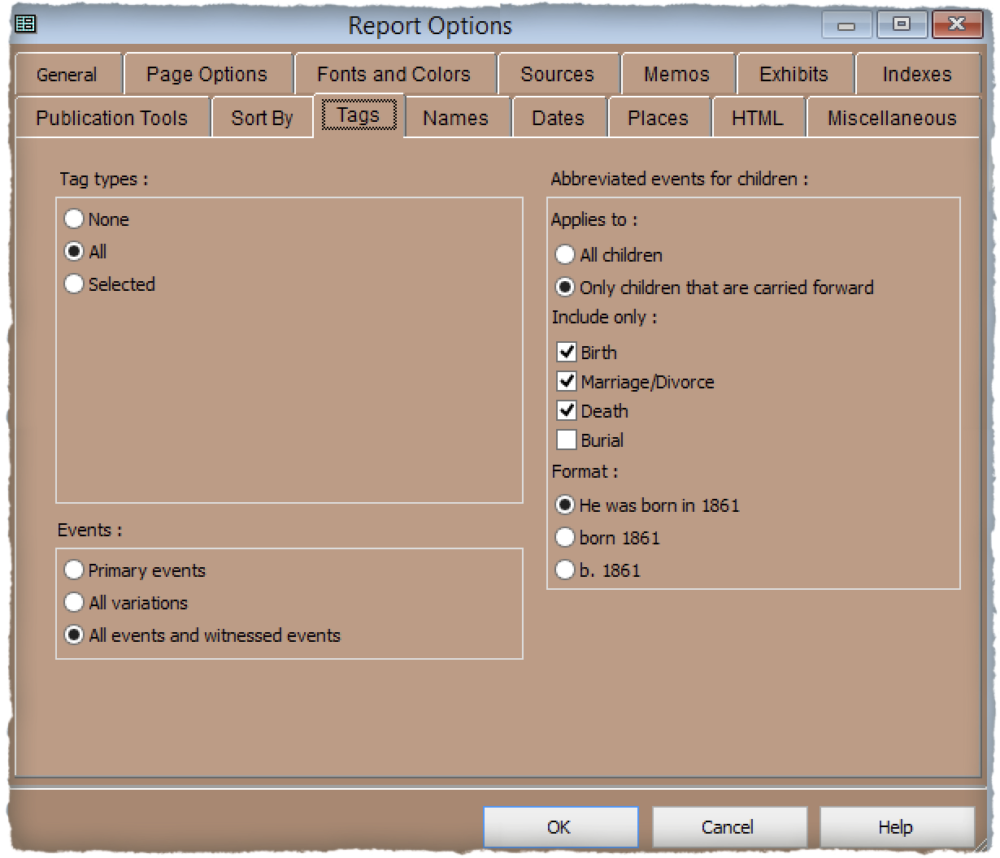 Report Options
General Page Options Fonts and Colors Sources Memos Exhibits Indexes
Publication Tools Sort By Tags Names Dates Places HTML Miscellaneous
Tag types :
None
All
Selected
Events :
Primary events
All variations
All events and witnessed events
Abbreviated events for children :
Applies to :
All children
Only children that are carried forward
Include only :
Birth
Marriage/Divorce
Death
Burial
Format :
He was born in 1861
born 1861
b. 1861
OK Cancel Help